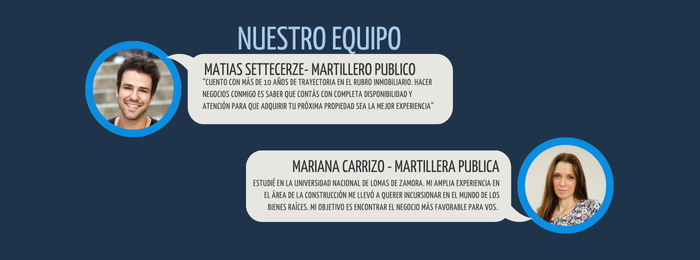 NUESTRO EQUIPO
MATIAS SETTECERZE- MARTILLERO PUBLICO
"CUENTO CON MÁS DE 20 AÑOS DE TRAYECTORIA EN EL RUBRO INMOBILIARIO. HACER
NEGOCIOS CONMIGO ES SABER QUE CONTÁS CON COMPLETA DISPONIBILIDAD Y
ATENCIÓN PARA QUE ADQUIRIR TU PRÓXIMA PROPIEDAD SEA LA MEJOR EXPERIENCIA"
MARIANA CARRIZO - MARTILLERA PUBLICA
ESTUDIÉ EN LA UNIVERSIDAD NACIONAL DE LOMAS DE ZAMORA. MI AMPLIA EXPERIENCIA EN
EL ÁREA DE LA CONSTRUCCIÓN ME LLEVÓ A QUERER INCURSIONAR EN EL MUNDO DE LOS
BIENES RAÍCES. MI OBJETIVO ES ENCONTRAR EL NEGOCIO MÁS FAVORABLE PARA VOS.